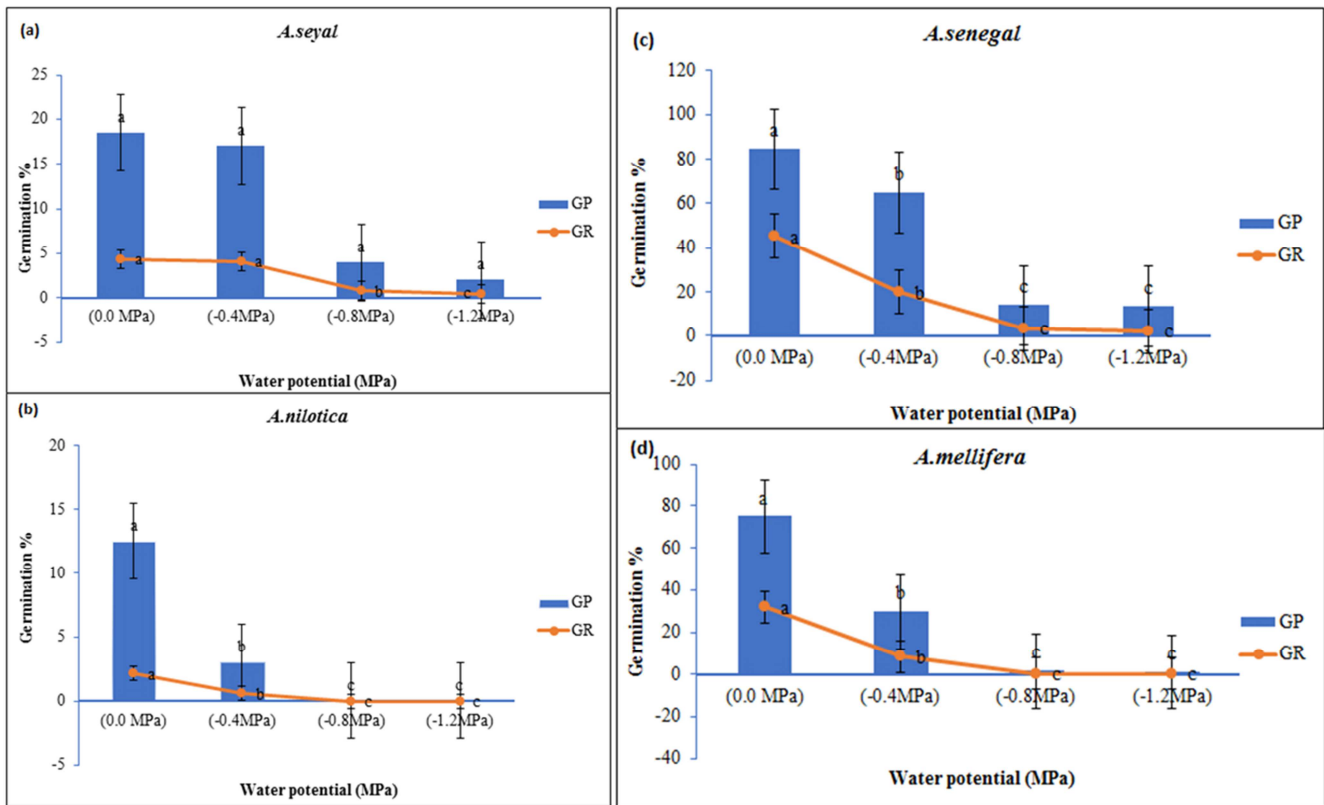 (a)
A.seyal
25
20
15
10
5
0
-5
Germination %
a
a
a
a
a
a
b
c
(0.0 MPa)
(-0.4MPa)
(-0.8MPa)
(-1.2MPa)
Water potential (MPa)
GP
GR
(b)
A.nilotica
20
15
10
5
0
-5
Germination %
a
b
c
c
a
b
c
c
(0.0 MPa)
(-0.4MPa)
(-0.8MPa)
(-1.2MPa)
Water potential (MPa)
GP
GR
(c)
A.senegal
120
100
80
60
40
20
0
-20
Germination %
a
b
c
c
a
b
c
c
(0.0 MPa)
(-0.4MPa)
(-0.8MPa)
(-1.2MPa)
Water potential (MPa)
GP
GR
(d)
A.mellifera
100
80
60
40
20
0
-20
-40
Germination %
a
b
c
c
a
b
c
c
(0.0 MPa)
(-0.4MPa)
(-0.8MPa)
(-1.2MPa)
Water potential (MPa)
GP
GR